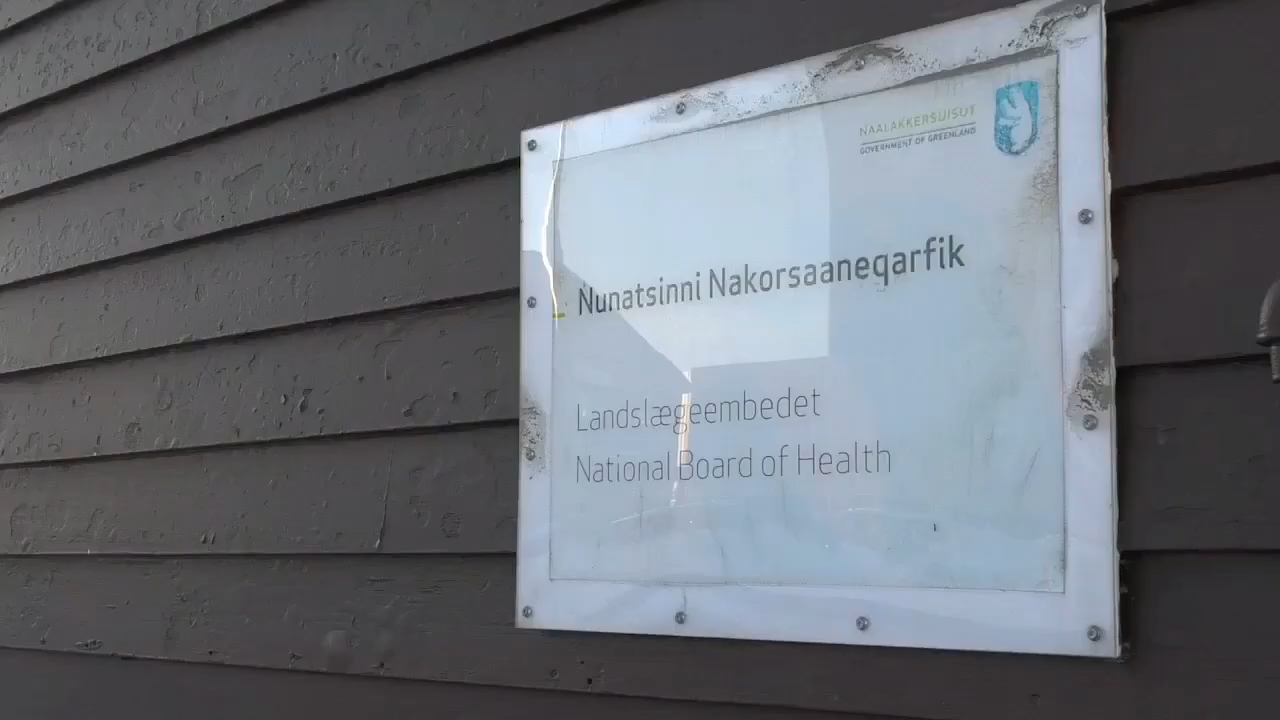 NAALAKKERSUISUT
GOVERNMENT OF GREENLAND
Nunatsinni Nakorsaaneqarfik
Landslægeembedet
National Board of Health